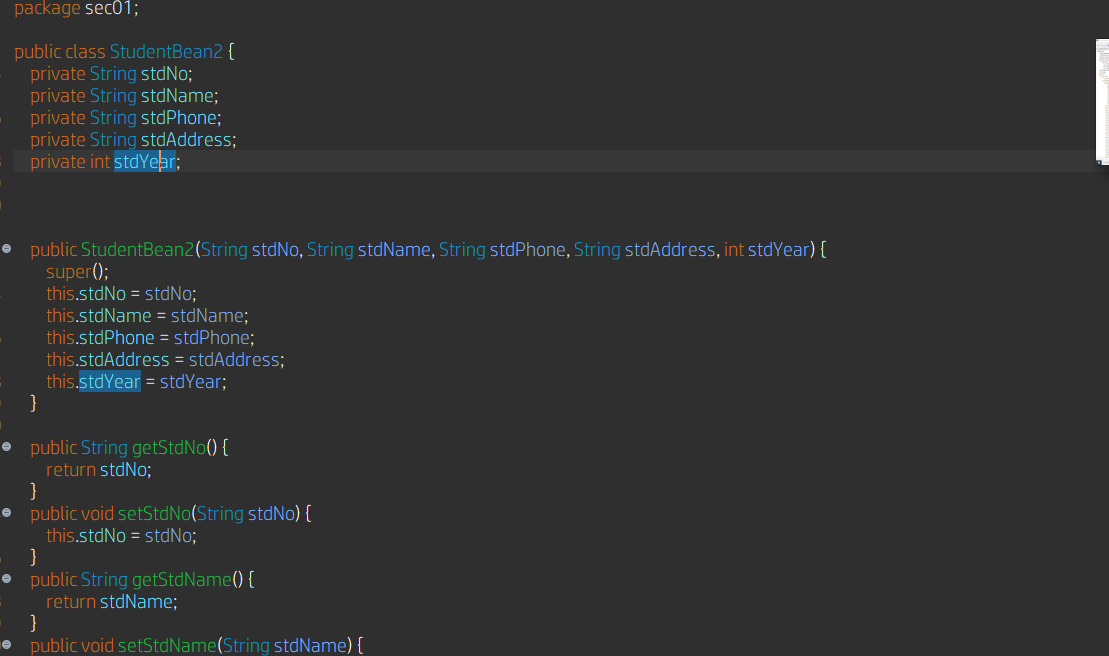 package sec01;
public class StudentBean2 {
private String stdNo;
private String stdName;
private String stdPhone;
private String stdAddress;
private int stdYear;
public StudentBean2(String stdNo, String stdName, String stdPhone, String stdAddress, int stdYear) {
super();
this.stdNo = stdNo;
this.stdName = stdName;
this.stdPhone = stdPhone;
this.stdAddress = stdAddress;
this.stdYear = stdYear;
}
public String getStdNo() {
return stdNo;
}
public void setStdNo(String stdNo) {
this.stdNo = stdNo;
}
public String getStdName() {
return stdName;
}
public void setStdName(String stdName) {